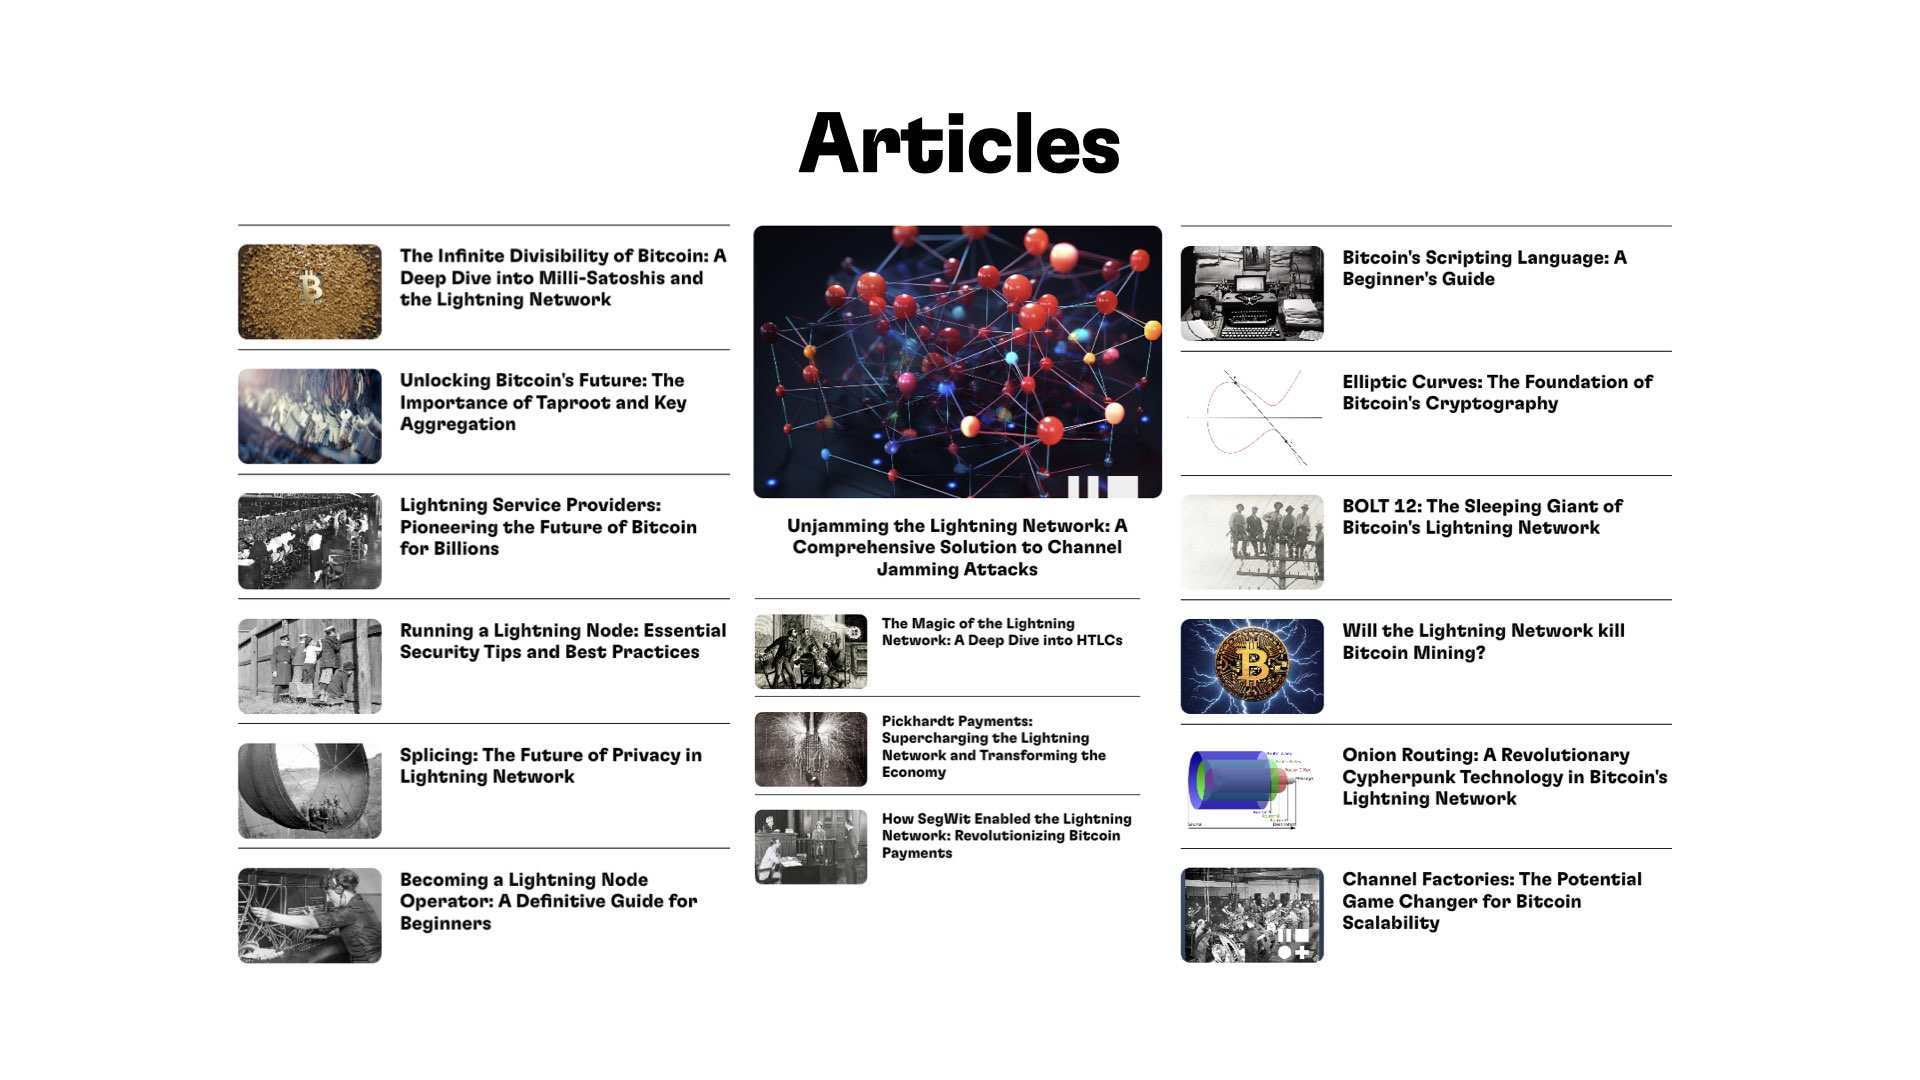 Articles
The Infinite Divisibility of Bitcoin: A
Deep Dive into Milli-Satoshis and
the Lightning Network
Unlocking Bitcoin's Future: The
Importance of Taproot and Key
Aggregation
Lightning Service Providers:
Pioneering the Future of Bitcoin
for Billions
Running a Lightning Node: Essential
Security Tips and Best Practices
Splicing: The Future of Privacy in
Lightning Network
Becoming a Lightning Node
Operator: A Definitive Guide for
Beginners
Unjamming the Lightning Network: A
Comprehensive Solution to Channel
Jamming Attacks
The Magic of the Lightning
Network: A Deep Dive into HTLCs
Pickhardt Payments:
Supercharging the Lightning
Network and Transforming the
Economy
How SegWit Enabled the Lightning
Network: Revolutionizing Bitcoin
Payments
Bitcoin's Scripting Language: A
Beginner's Guide
Elliptic Curves: The Foundation of
Bitcoin's Cryptography
BOLT 12: The Sleeping Giant of
Bitcoin's Lightning Network
Will the Lightning Network kill
Bitcoin Mining?
Onion Routing: A Revolutionary
Cypherpunk Technology in Bitcoin's
Lightning Network
Channel Factories: The Potential
Game Changer for Bitcoin
Scalability